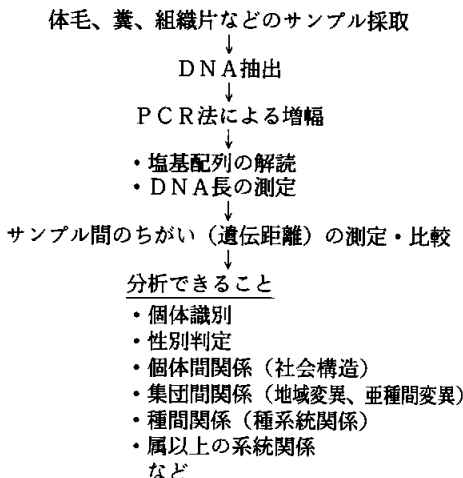 体毛、糞、組織片などのサンプル採取
↓
ＤＮＡ抽出
↓
ＰＣＲ法による増幅
↓
・塩基配列の解読
・ＤＮＡ長の測定
↓
サンプル間のちがい（遺伝距離）の測定・比較
↓
分析できること
・個体識別
・性別判定
・個体間関係（社会構造）
・集団間関係（地域変異、亜種間変異）
・種間関係（種系統関係）
・属以上の系統関係
など